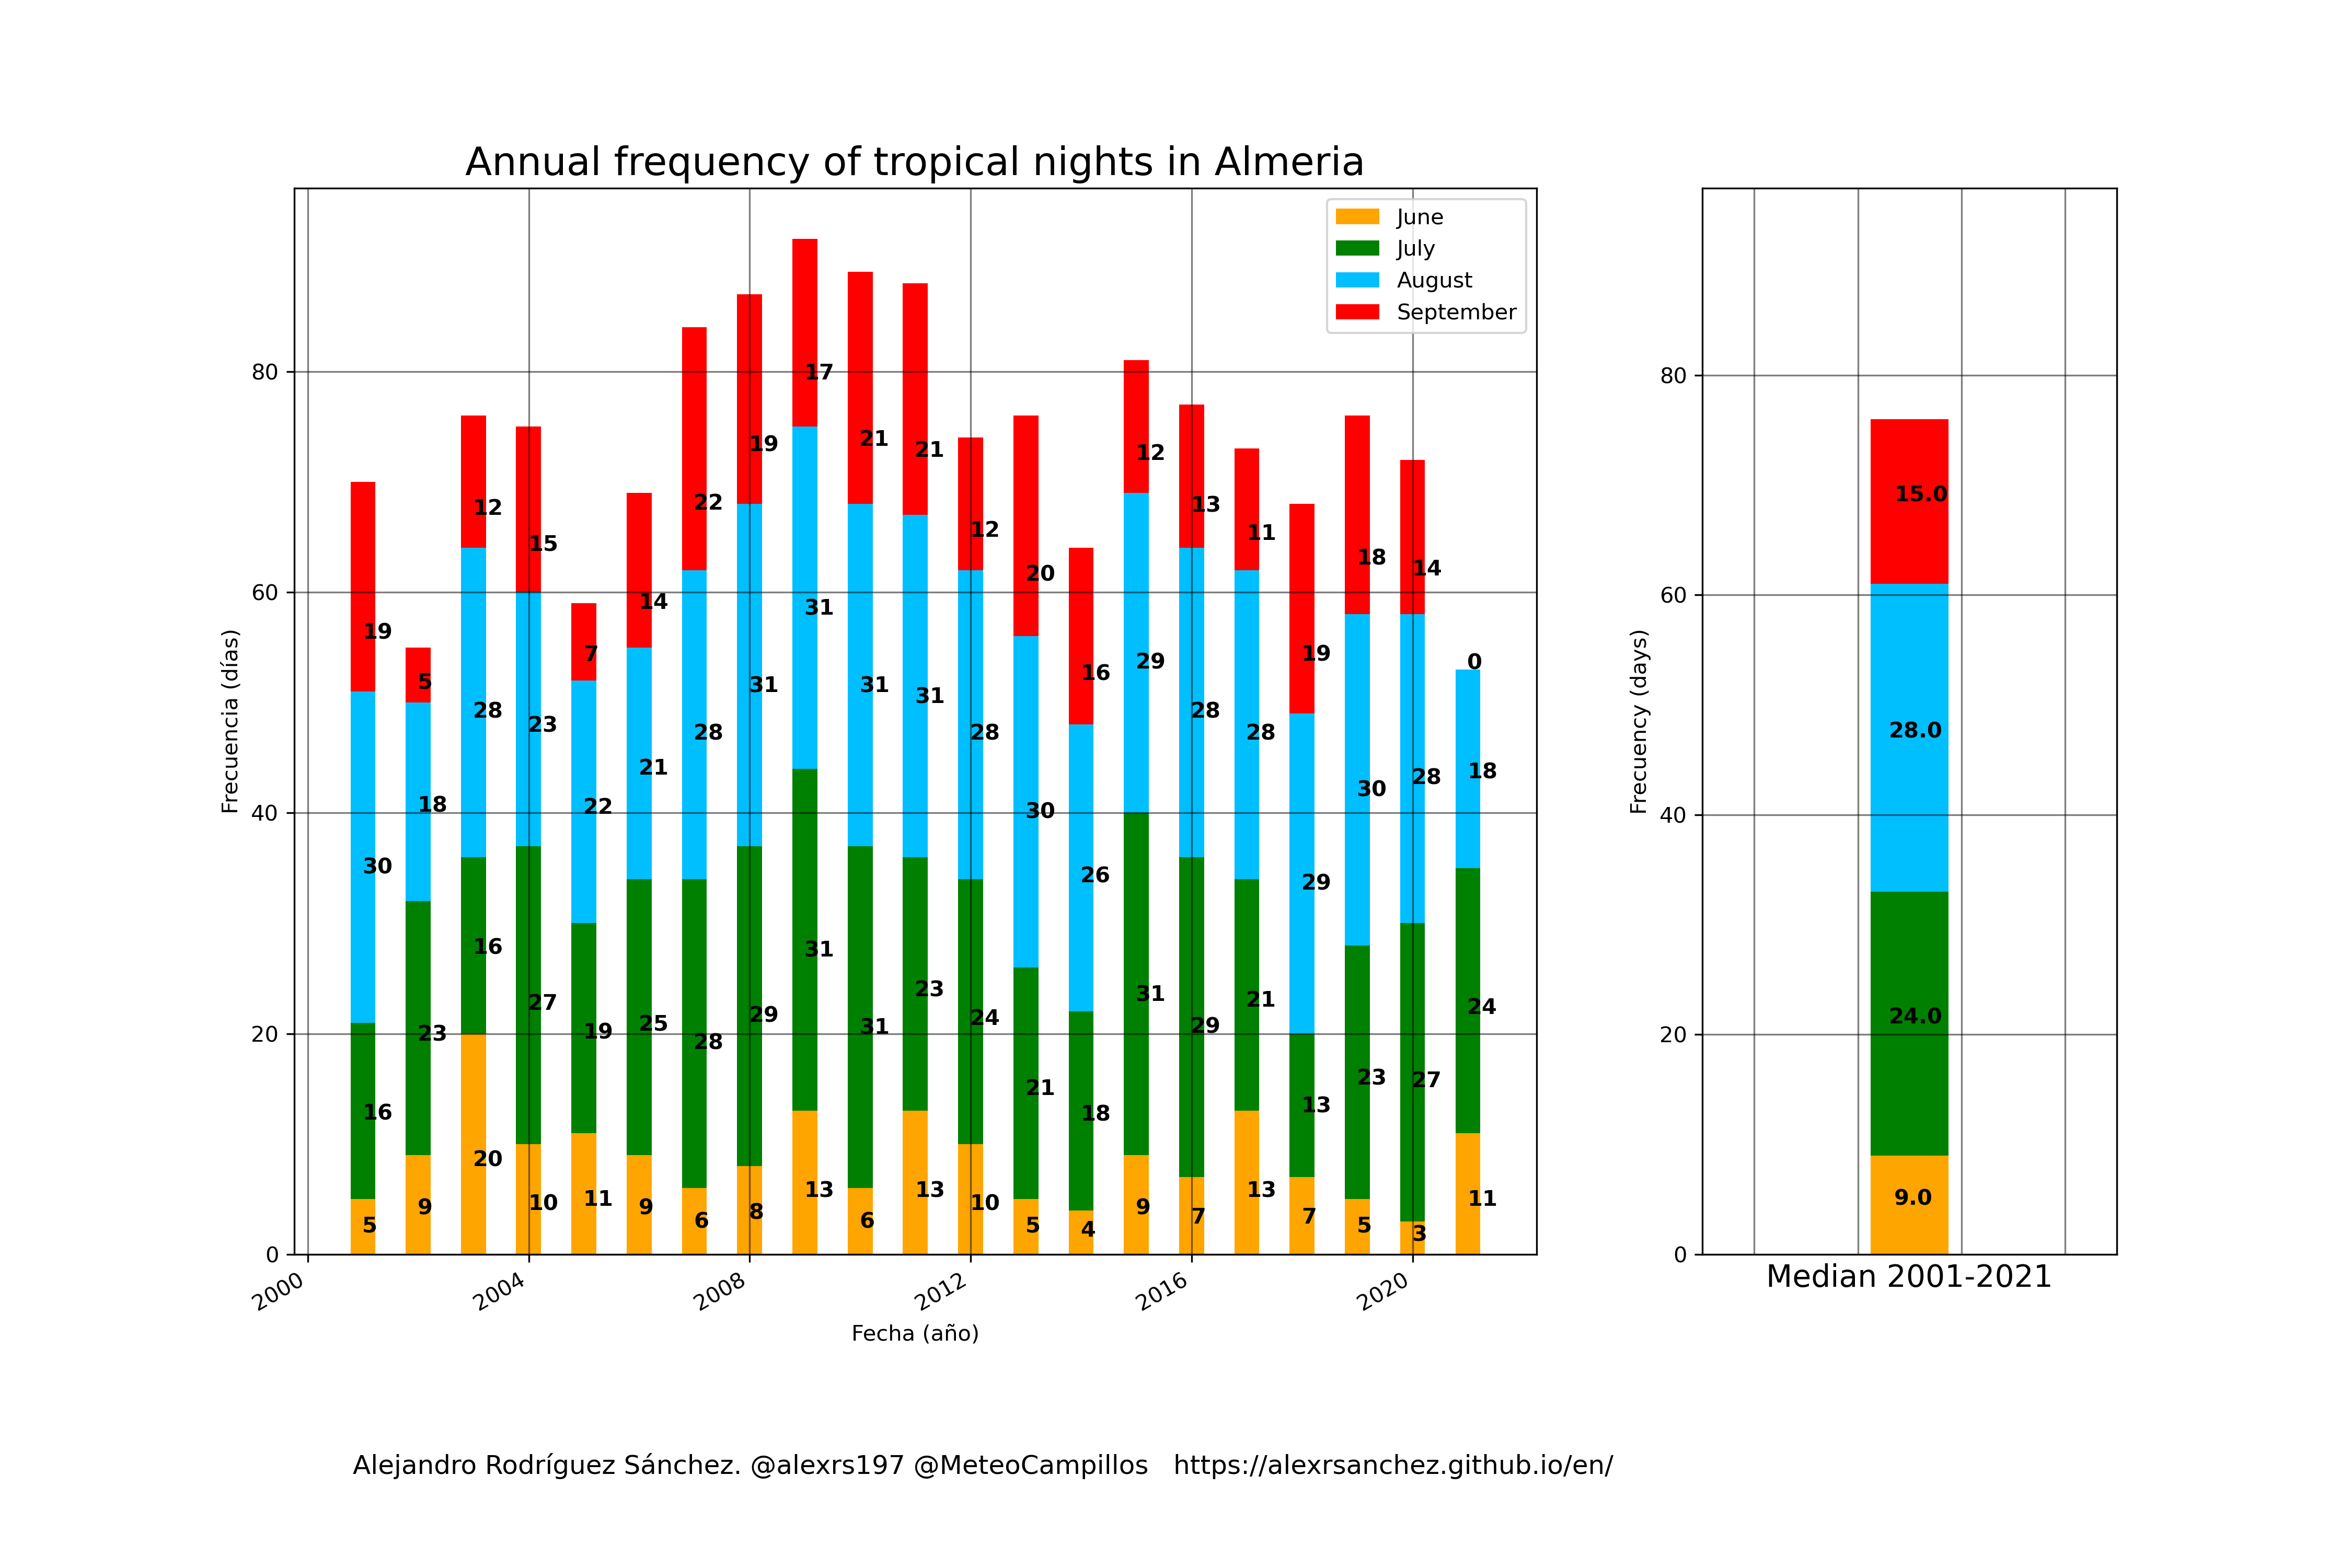 Annual frequency of tropical nights in Almeria
June
July
August
September
Frecuencia (días)
80
60
40
20
0
19 5 12 15 7 14 22 19 17 21 21 12 20 16 12 13 11 19 18 14 0
30 18 28 23 22 21 28 31 31 31 31 28 30 26 29 28 28 29 30 28 18
16 23 16 27 19 25 28 29 31 31 23 24 21 18 31 29 21 13 23 27 24
5 9 20 10 11 9 6 8 13 6 13 10 5 4 9 7 13 7 5 3 11
2000 2004 2008 2012 2016 2020
Fecha (año)
Frecuency (days)
80
60
40
20
0
15.0
28.0
24.0
9.0
Median 2001-2021
Alejandro Rodríguez Sánchez. @alexrs197 @MeteoCampillos https://alexrsanchez.github.io/en/